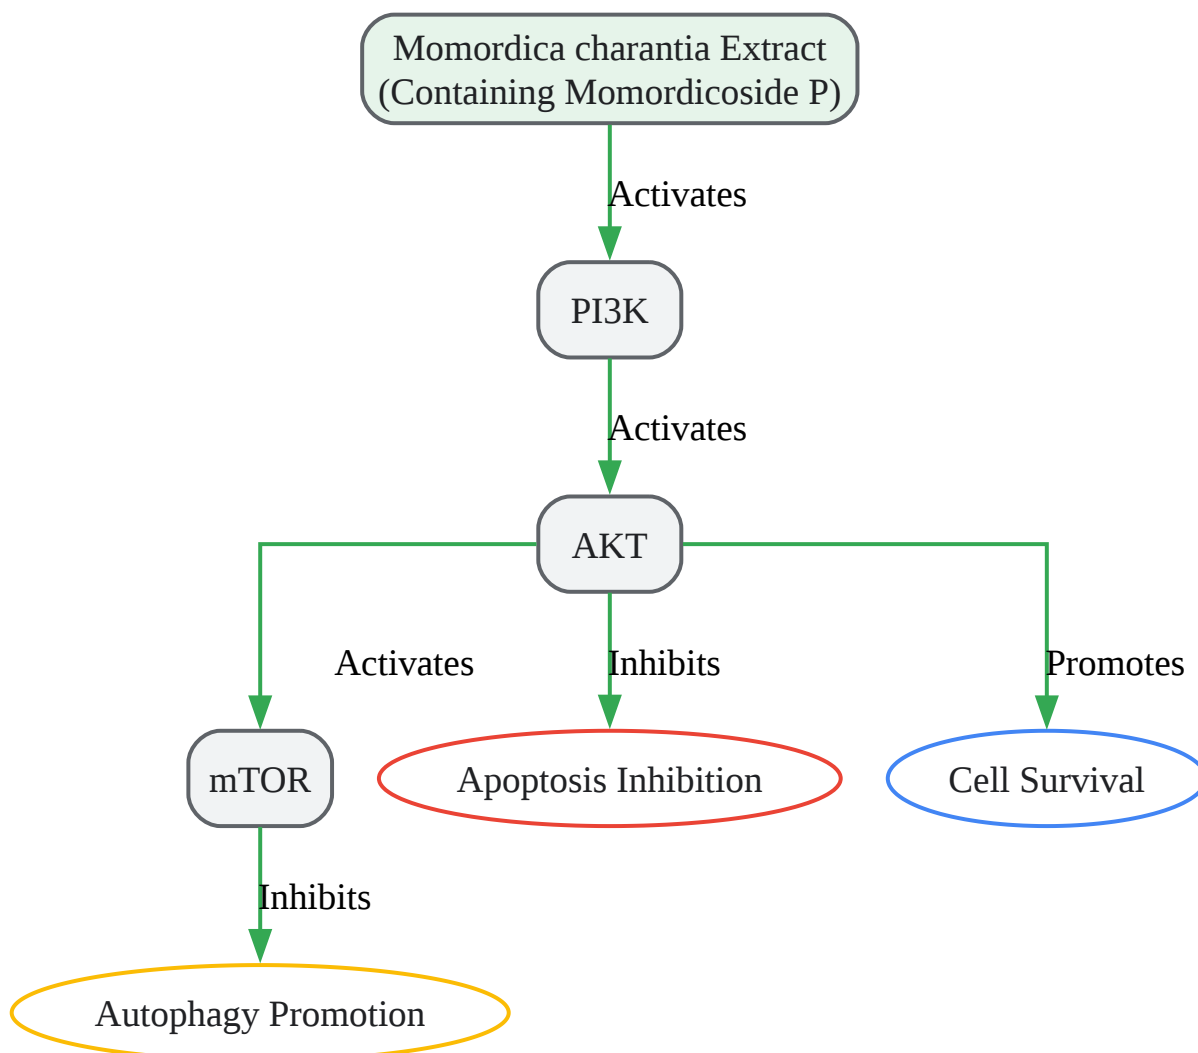 Momordica charantia Extract
(Containing Momordicoside P)
Activates
PI3K
Activates
AKT
Activates
Inhibits
Promotes
mTOR
Apoptosis Inhibition
Cell Survival
Inhibits
Autophagy Promotion